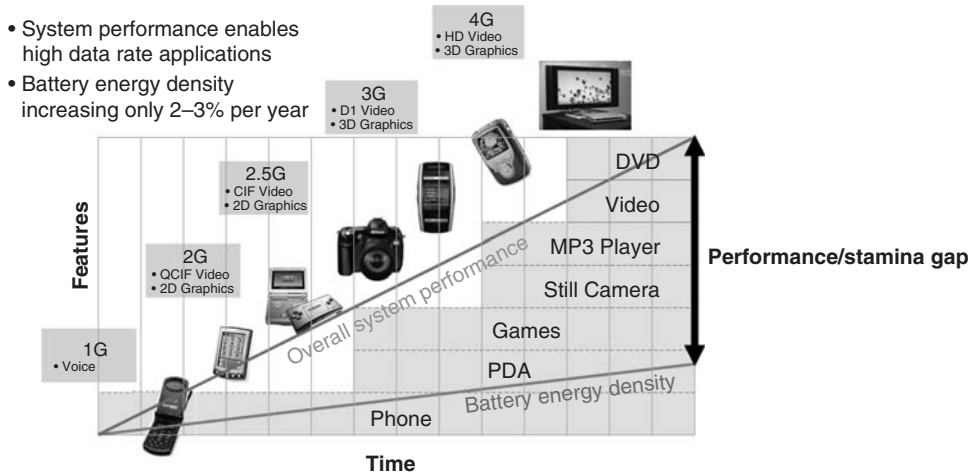 • System performance enables
high data rate applications
• Battery energy density
increasing only 2–3% per year
4G
• HD Video
• 3D Graphics
3G
• D1 Video
• 3D Graphics
2.5G
• CIF Video
• 2D Graphics
2G
• QCIF Video
• 2D Graphics
1G
• Voice
Features
Overall system performance
DVD
Video
MP3 Player
Still Camera
Games
PDA
Battery energy density
Phone
Performance/stamina gap
Time